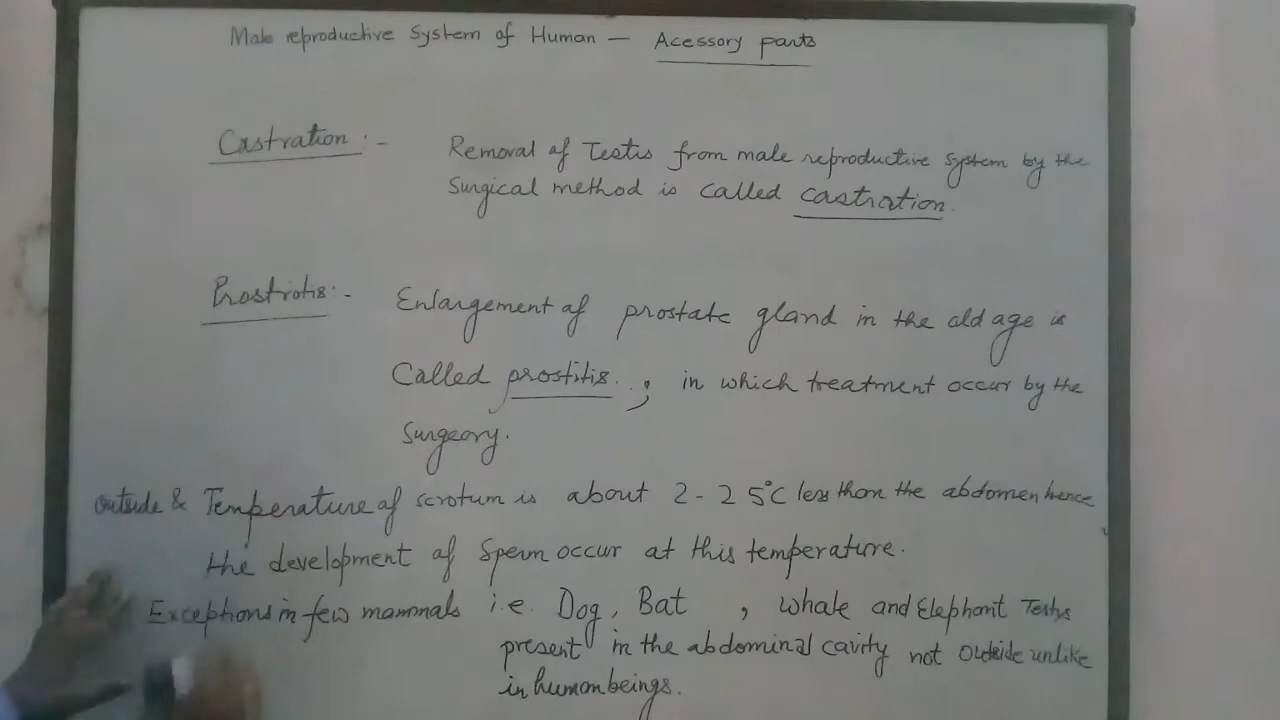 Male reproductive System of Human — Acessory parts
Castration :- Removal of Testis from male reproductive system by the
Surgical method is called castration.
Prostrotis:- Enlargement of prostate gland in the old age is
Called prostitis. , in which treatment occur by the
Surgeory.
outside & Temperature of scrotum is about 2-2 5°C less than the abdomen hence
the development of Sperm occur at this temperature.
Exceptions in few mammals i.e. Dog, Bat , whale and Elephant Testys
present in the abdominal cavity not outside unlike
in human beings.